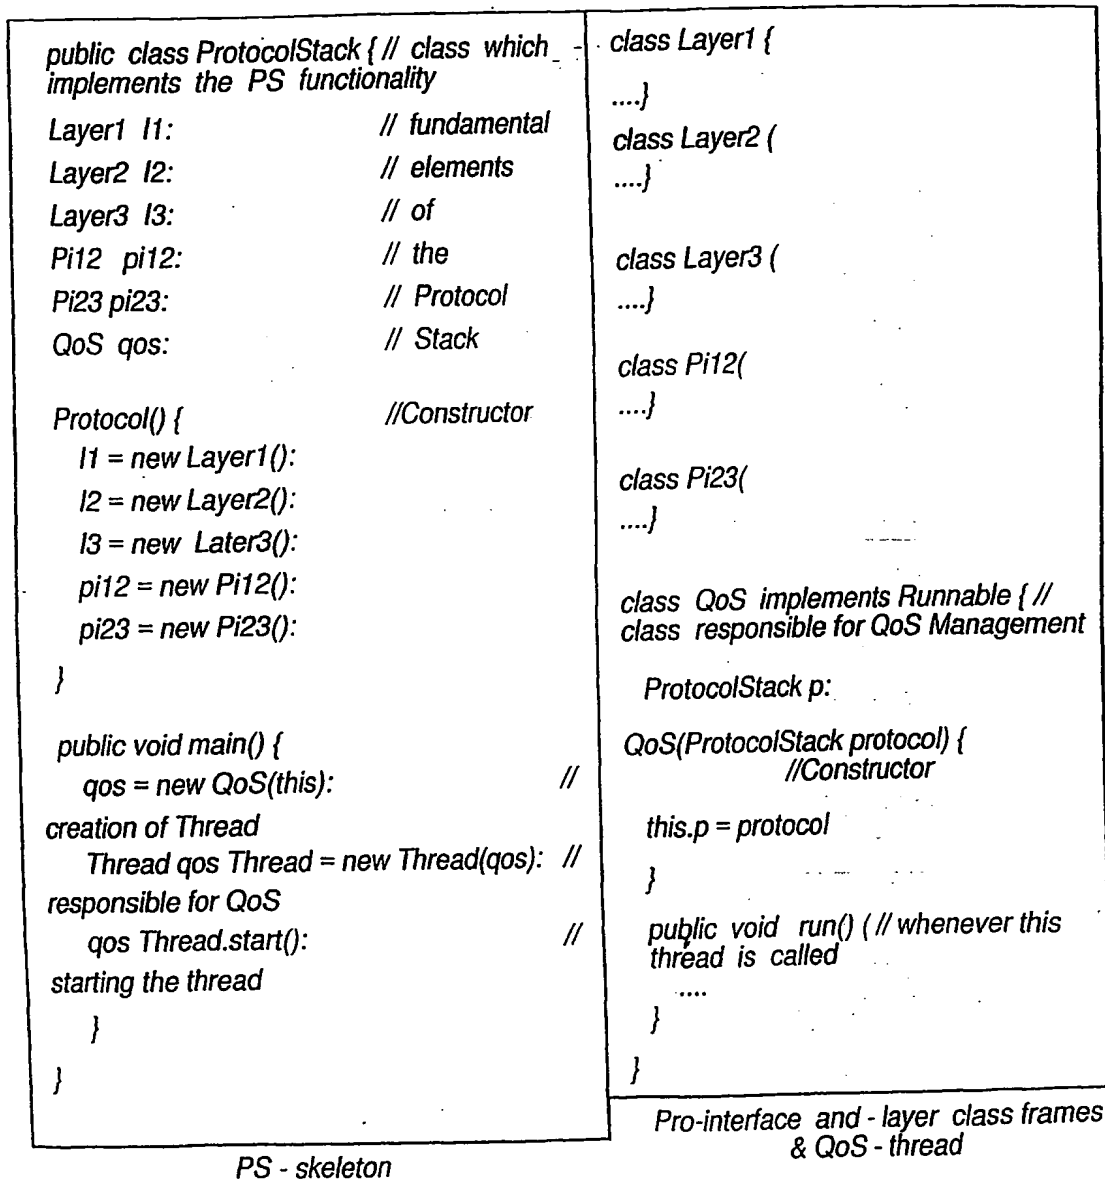 public class ProtocolStack { // class which
implements the PS functionality
Layer1 l1: // fundamental
Layer2 l2: // elements
Layer3 l3: // of
Pi12 pi12: // the
Pi23 pi23: // Protocol
QoS qos: // Stack
Protocol() { //Constructor
l1 = new Layer1():
l2 = new Layer2():
l3 = new Later3():
pi12 = new Pi12():
pi23 = new Pi23():
}
public void main() {
qos = new QoS(this): //
creation of Thread
Thread qos Thread = new Thread(qos): //
responsible for QoS
qos Thread.start(): //
starting the thread
}
}
PS - skeleton
class Layer1 {
....}
class Layer2 (
....}
class Layer3 (
....}
class Pi12(
....}
class Pi23(
....}
class QoS implements Runnable { //
class responsible for QoS Management
ProtocolStack p:
QoS(ProtocolStack protocol) {
//Constructor
this.p = protocol
}
public void run() ( // whenever this
thread is called
....
}
}
Pro-interface and - layer class frames
& QoS - thread